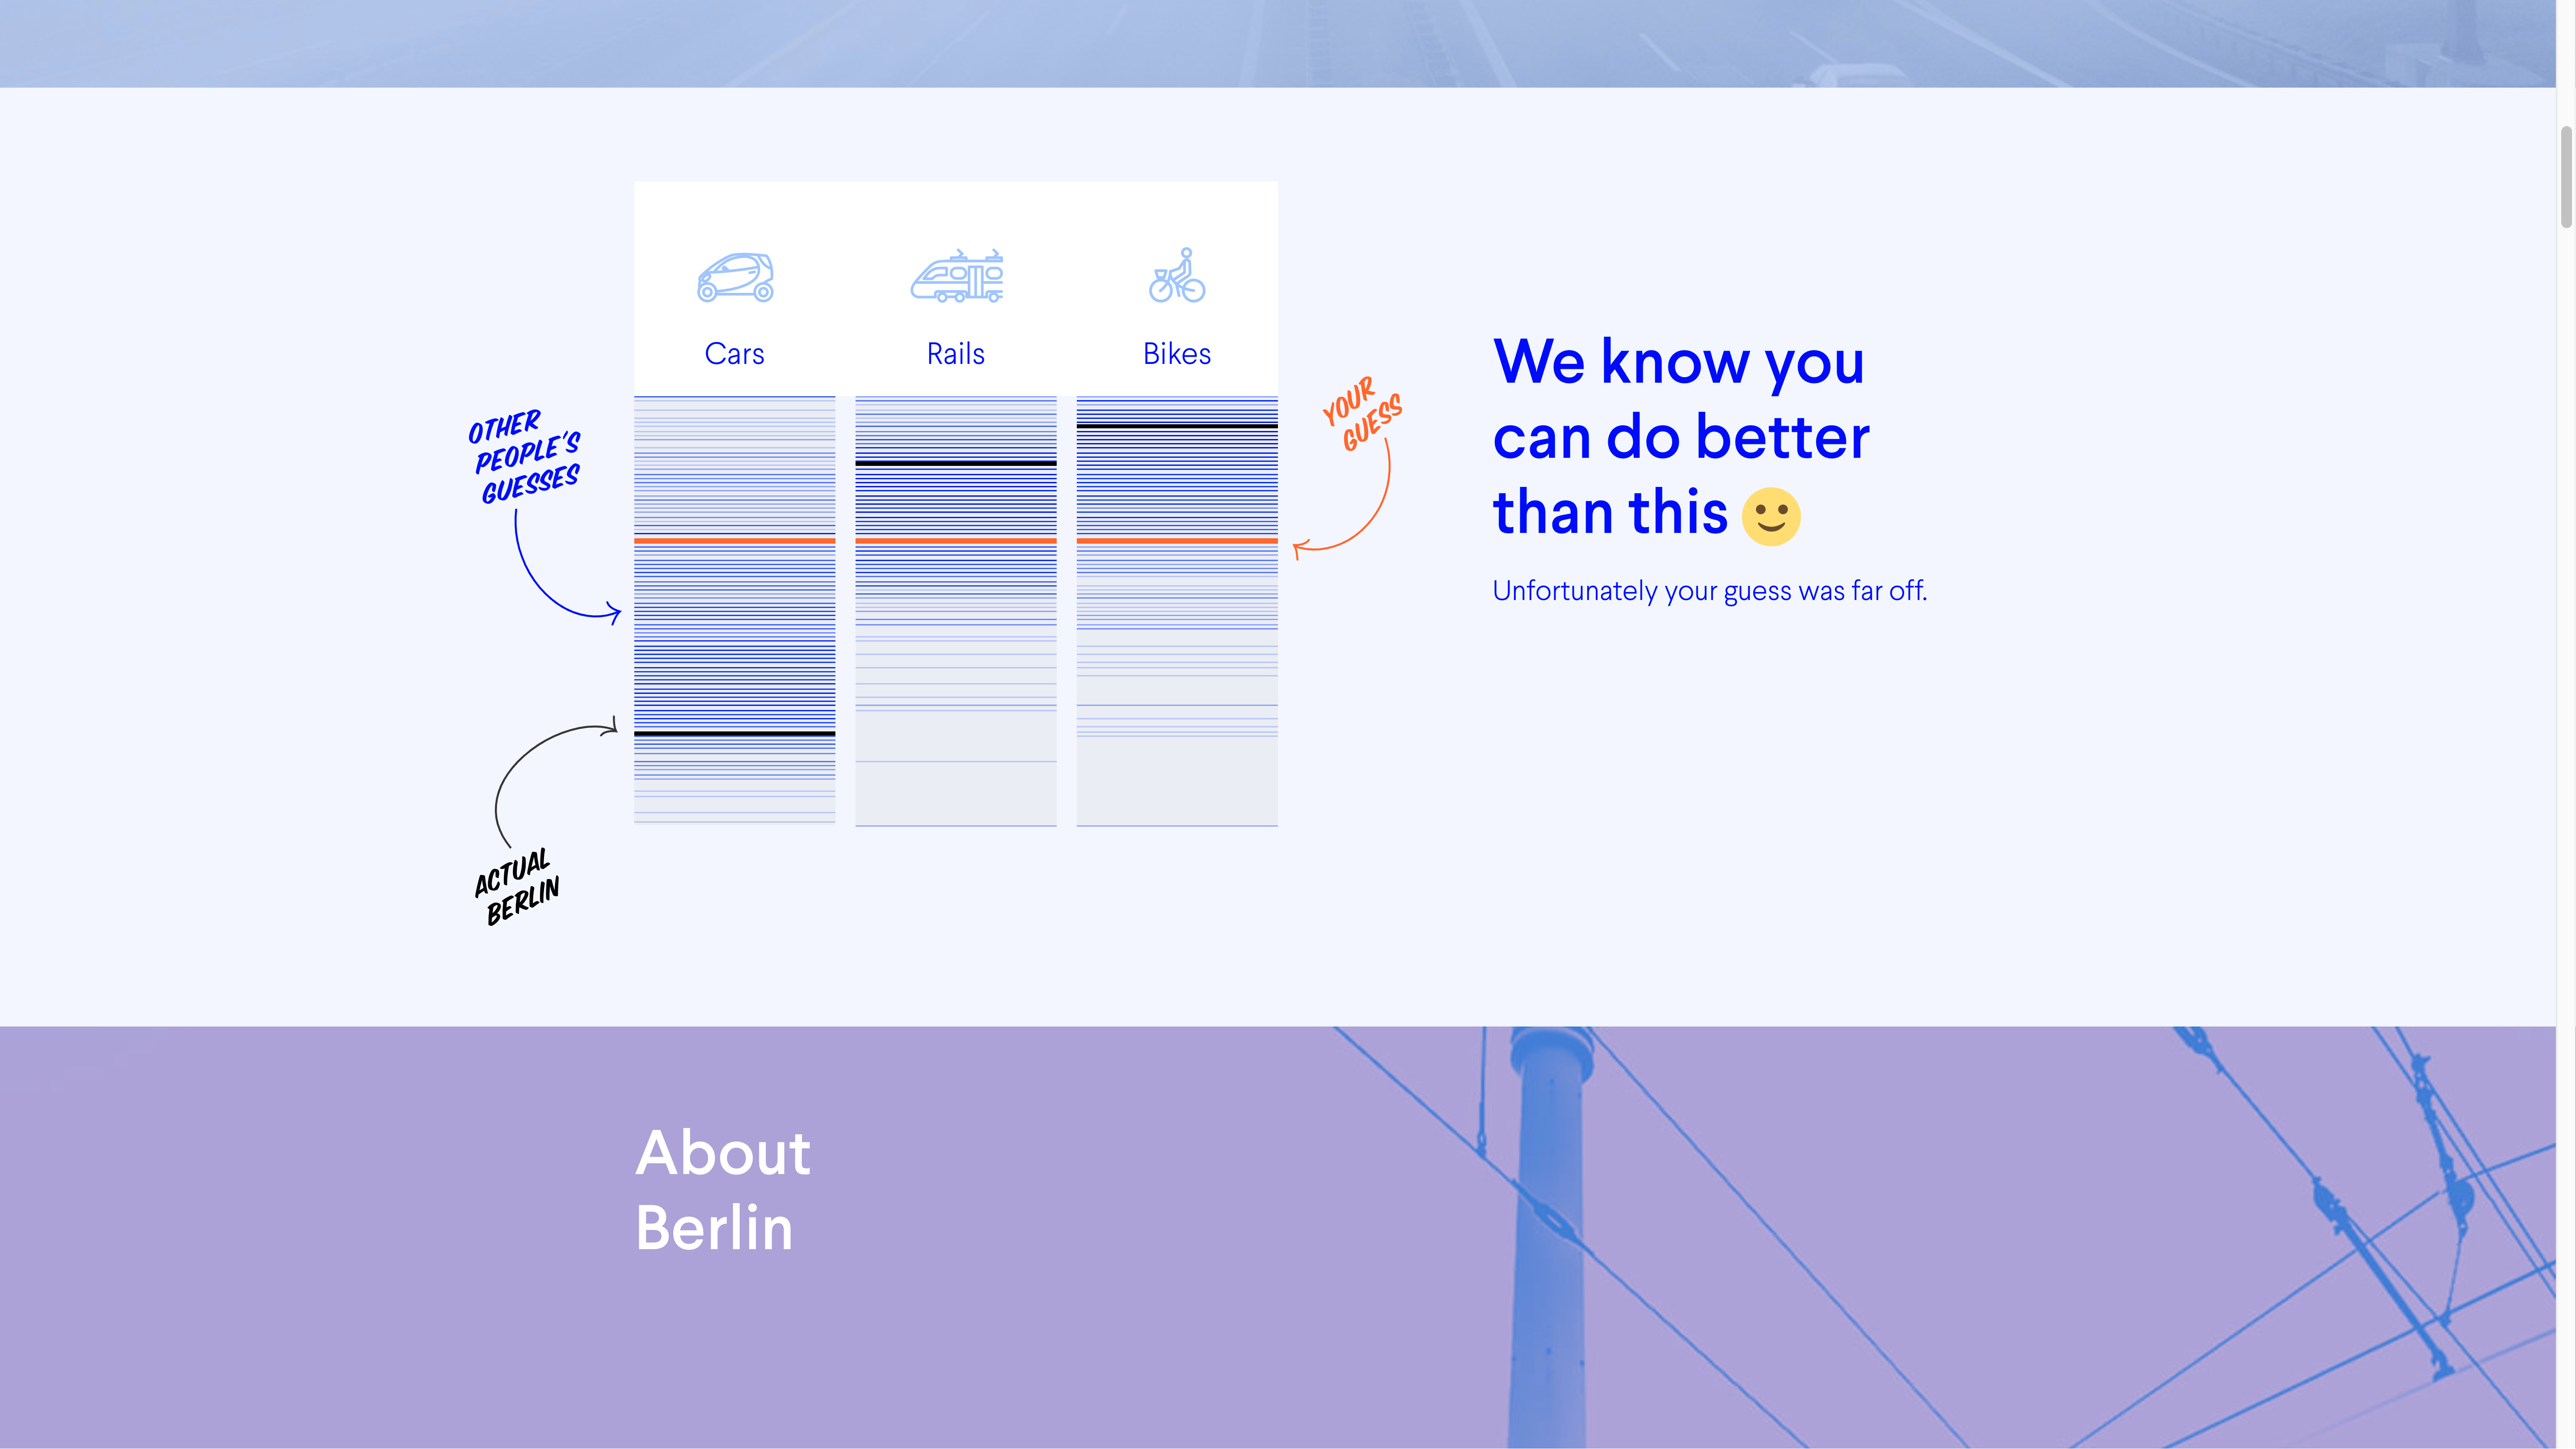 Cars
Rails
Bikes
OTHER
PEOPLE'S
GUESSES
YOUR
GUESS
ACTUAL
BERLIN
We know you
can do better
than this 🙂
Unfortunately your guess was far off.
About
Berlin